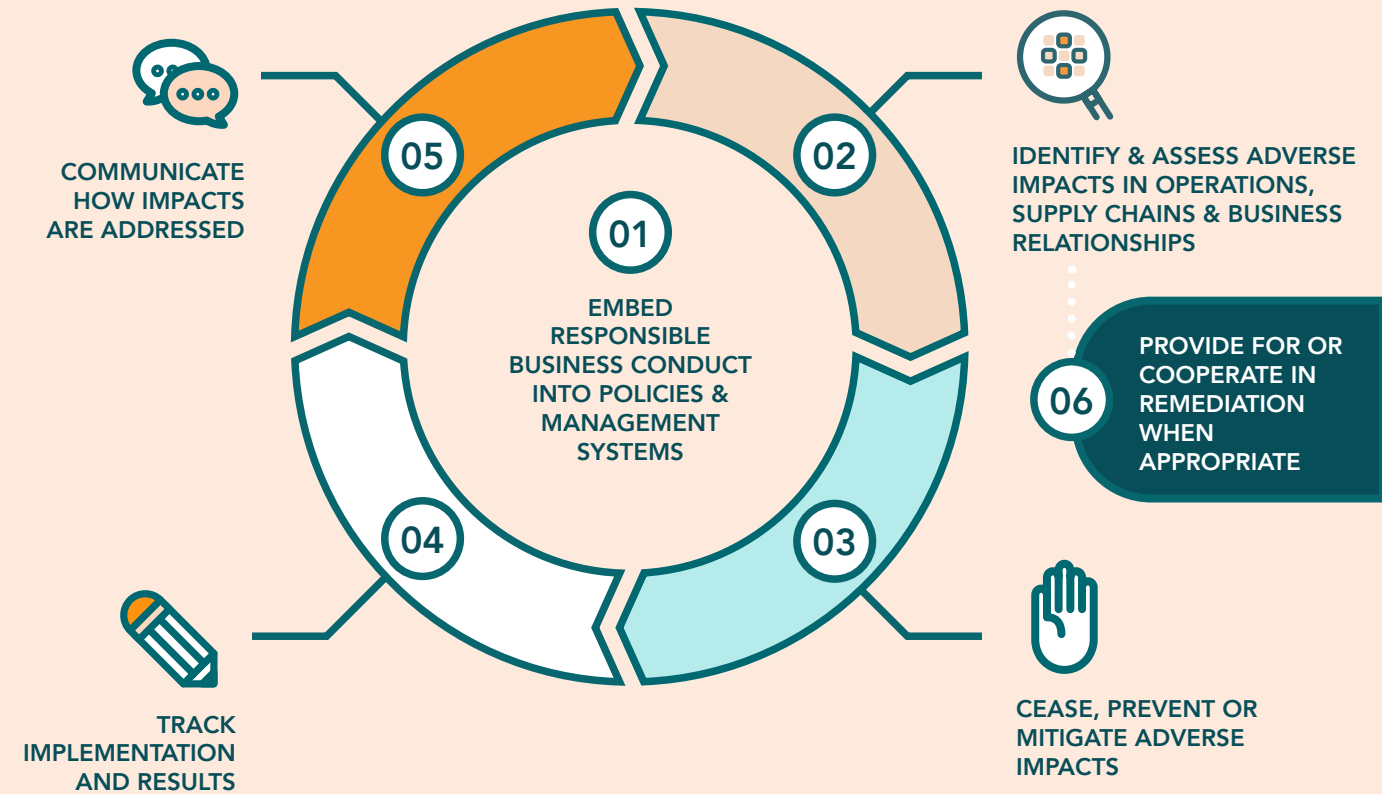 01
EMBED
RESPONSIBLE
BUSINESS CONDUCT
INTO POLICIES &
MANAGEMENT
SYSTEMS
02
IDENTIFY & ASSESS ADVERSE
IMPACTS IN OPERATIONS,
SUPPLY CHAINS & BUSINESS
RELATIONSHIPS
03
CEASE, PREVENT OR
MITIGATE ADVERSE
IMPACTS
04
TRACK
IMPLEMENTATION
AND RESULTS
05
COMMUNICATE
HOW IMPACTS
ARE ADDRESSED
06
PROVIDE FOR OR
COOPERATE IN
REMEDIATION
WHEN
APPROPRIATE